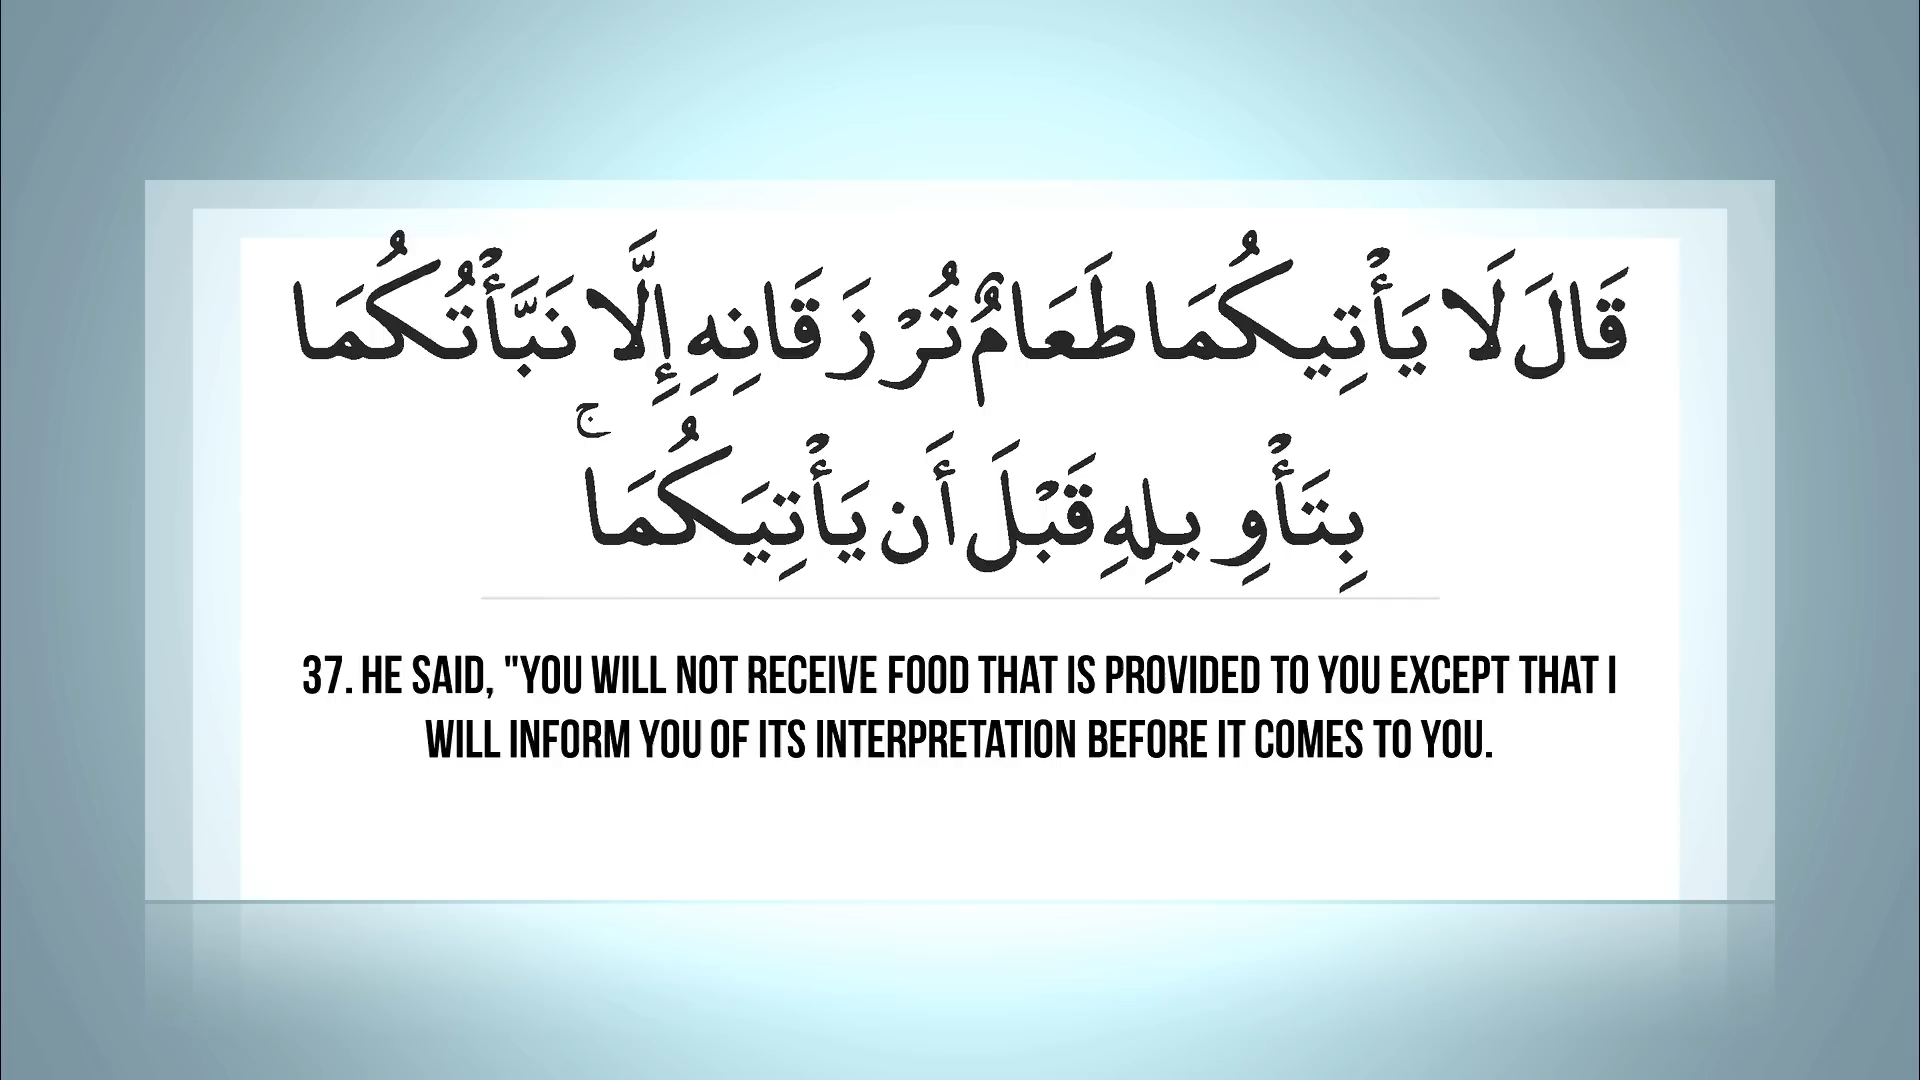 قَالَ لَا يَأْتِيكُمَا طَعَامٌ تُرْزَقَانِهِ إِلَّا نَبَّأْتُكُمَا
بِتَأْوِيلِهِ قَبْلَ أَن يَأْتِيَكُمَا ۚ
37. HE SAID, "YOU WILL NOT RECEIVE FOOD THAT IS PROVIDED TO YOU EXCEPT THAT I
WILL INFORM YOU OF ITS INTERPRETATION BEFORE IT COMES TO YOU.